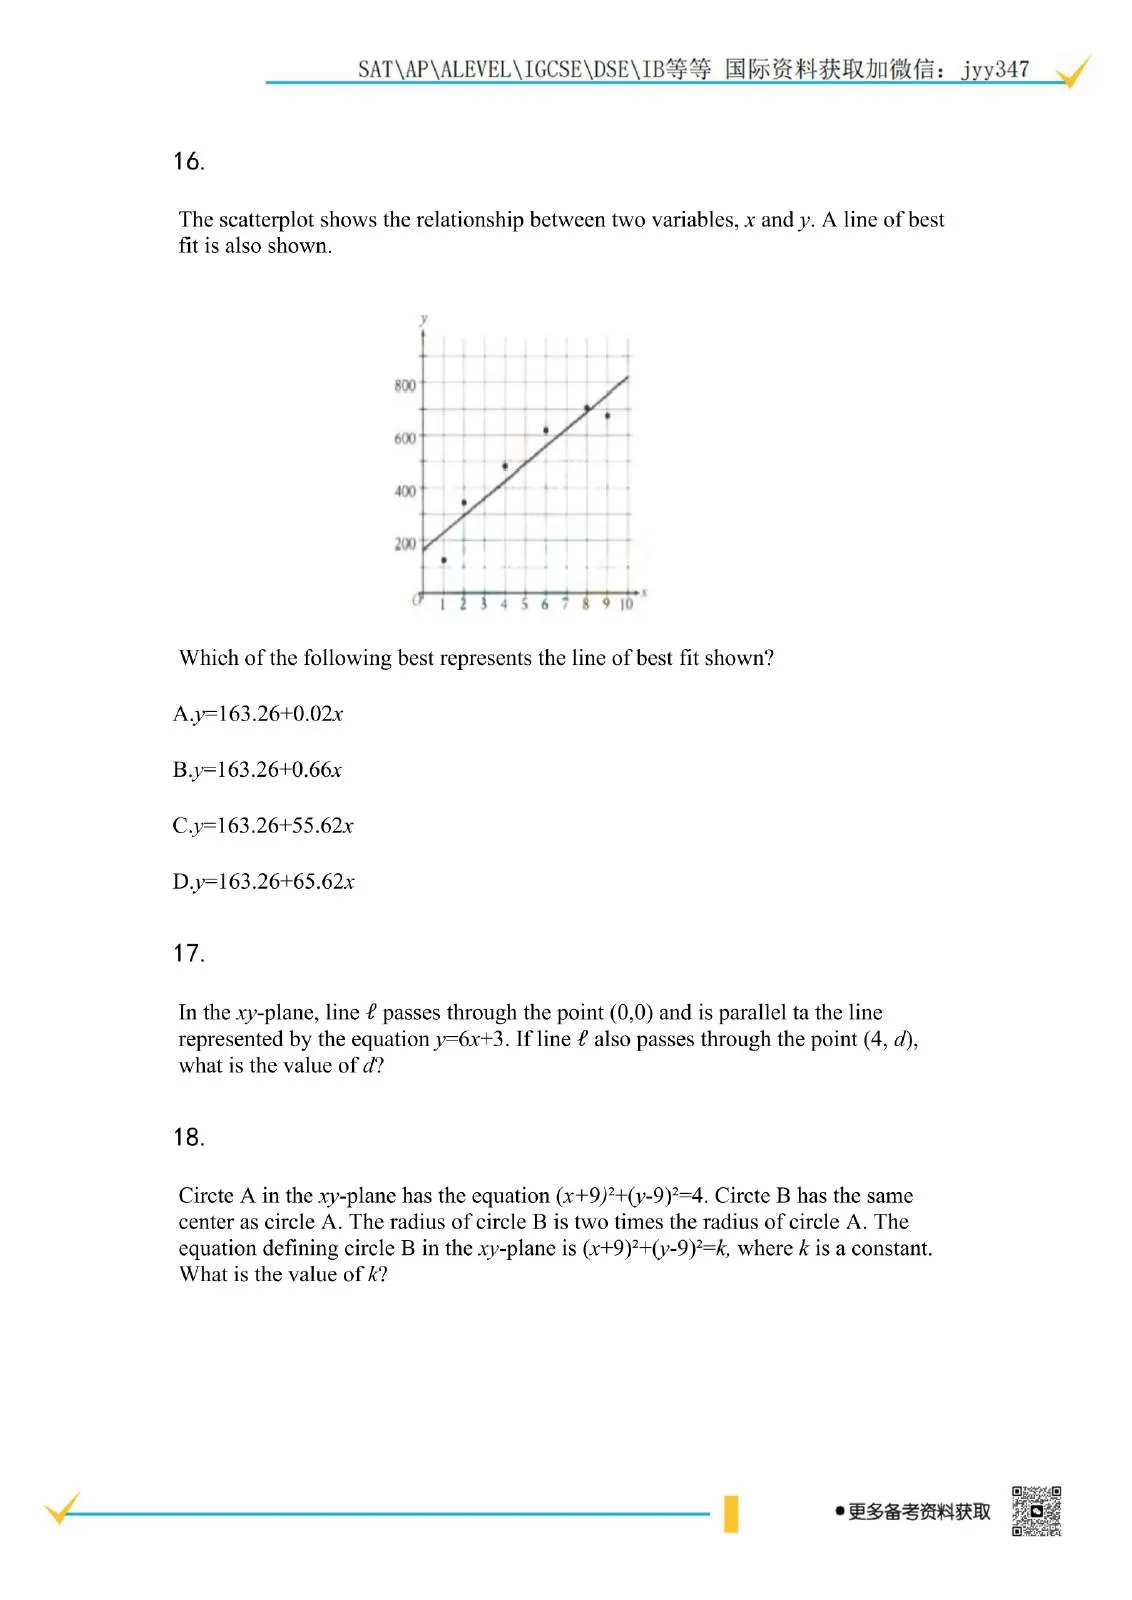 SAT\AP\ALEVEL\IGCSE\DSE\IB等等 国际资料获取加微信：jyy347
16.
The scatterplot shows the relationship between two variables, x and y. A line of best
fit is also shown.
y
800
600
400
200
O 1 2 3 4 5 6 7 8 9 10 x
Which of the following best represents the line of best fit shown?
A.y=163.26+0.02x
B.y=163.26+0.66x
C.y=163.26+55.62x
D.y=163.26+65.62x
17.
In the xy-plane, line ℓ passes through the point (0,0) and is parallel ta the line
represented by the equation y=6x+3. If line ℓ also passes through the point (4, d),
what is the value of d?
18.
Circte A in the xy-plane has the equation (x+9)²+(y-9)²=4. Circte B has the same
center as circle A. The radius of circle B is two times the radius of circle A. The
equation defining circle B in the xy-plane is (x+9)²+(y-9)²=k, where k is a constant.
What is the value of k?
●更多备考资料获取